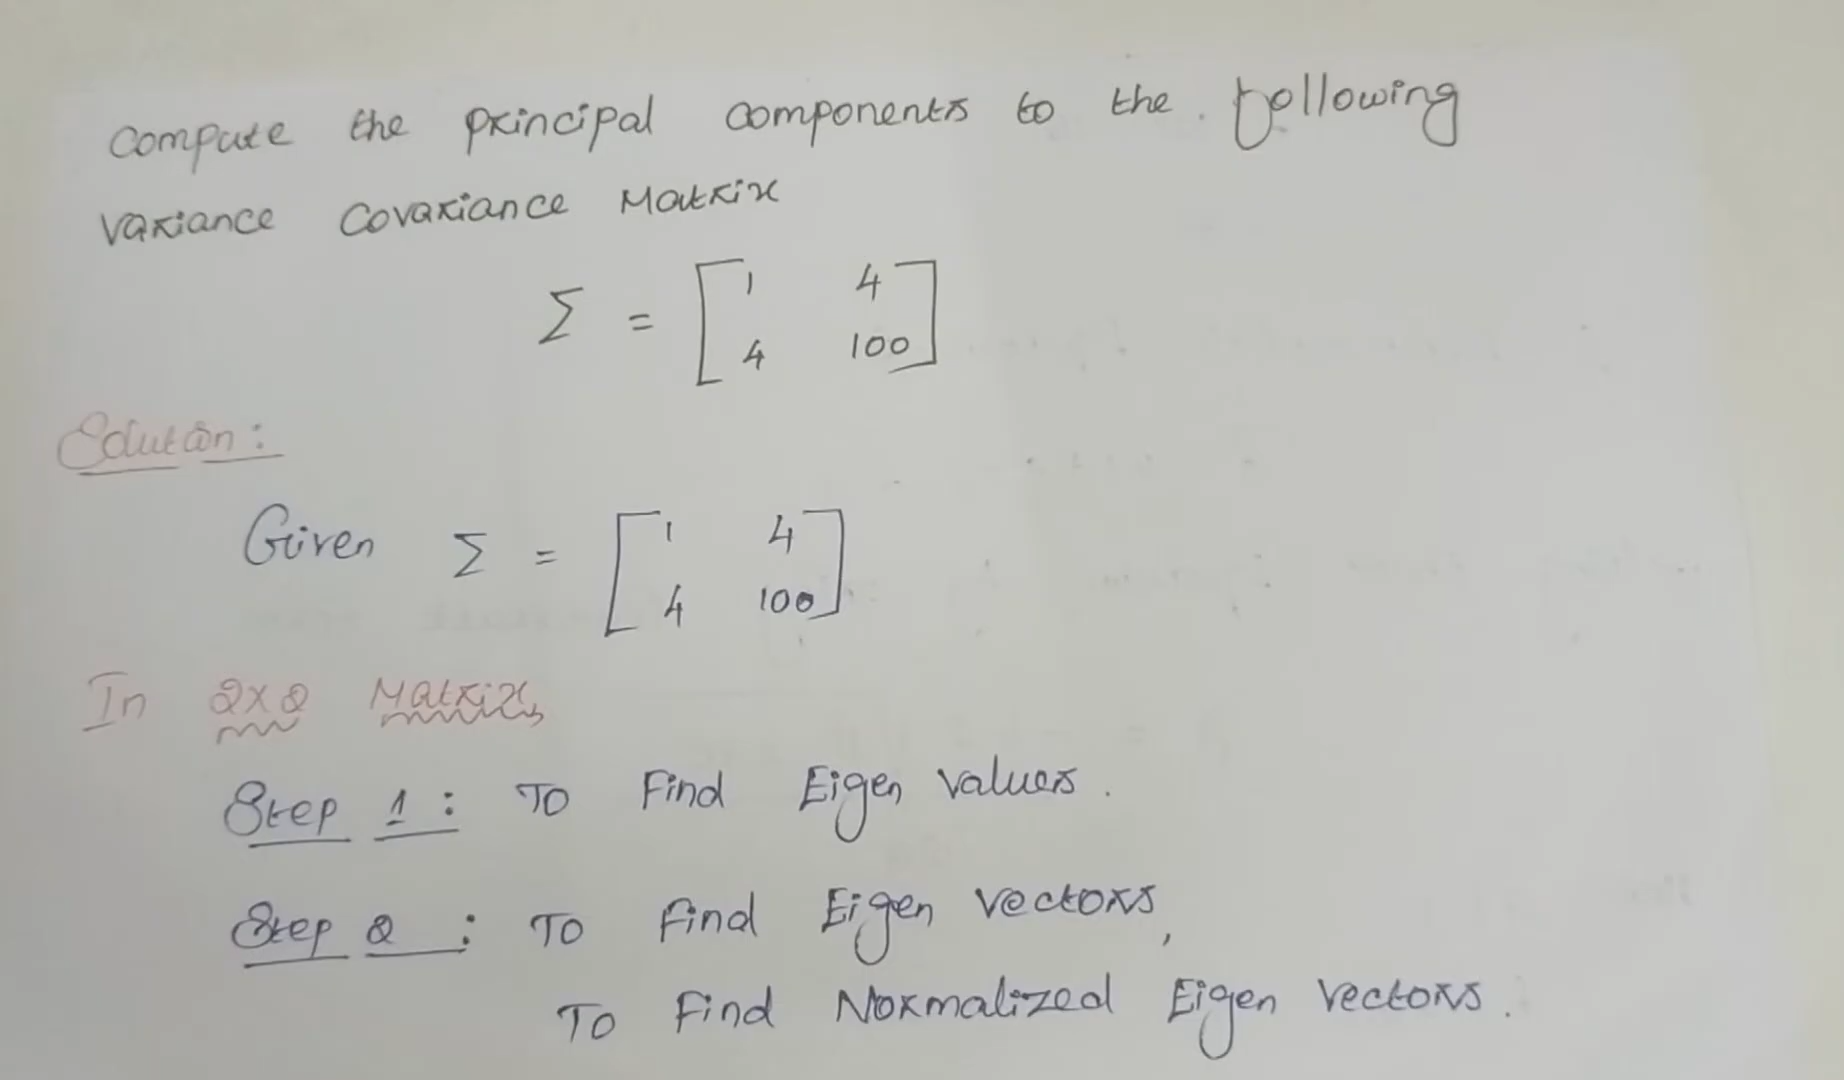 Compute the principal components to the following
Variance Covariance Matrix
Σ = [ 1 4
4 100 ]
Solution:
Given Σ = [ 1 4
4 100 ]
In 2x2 Matrix,
Step 1 : To Find Eigen values.
Step 2 : To find Eigen vectors,
To Find Normalized Eigen vectors.